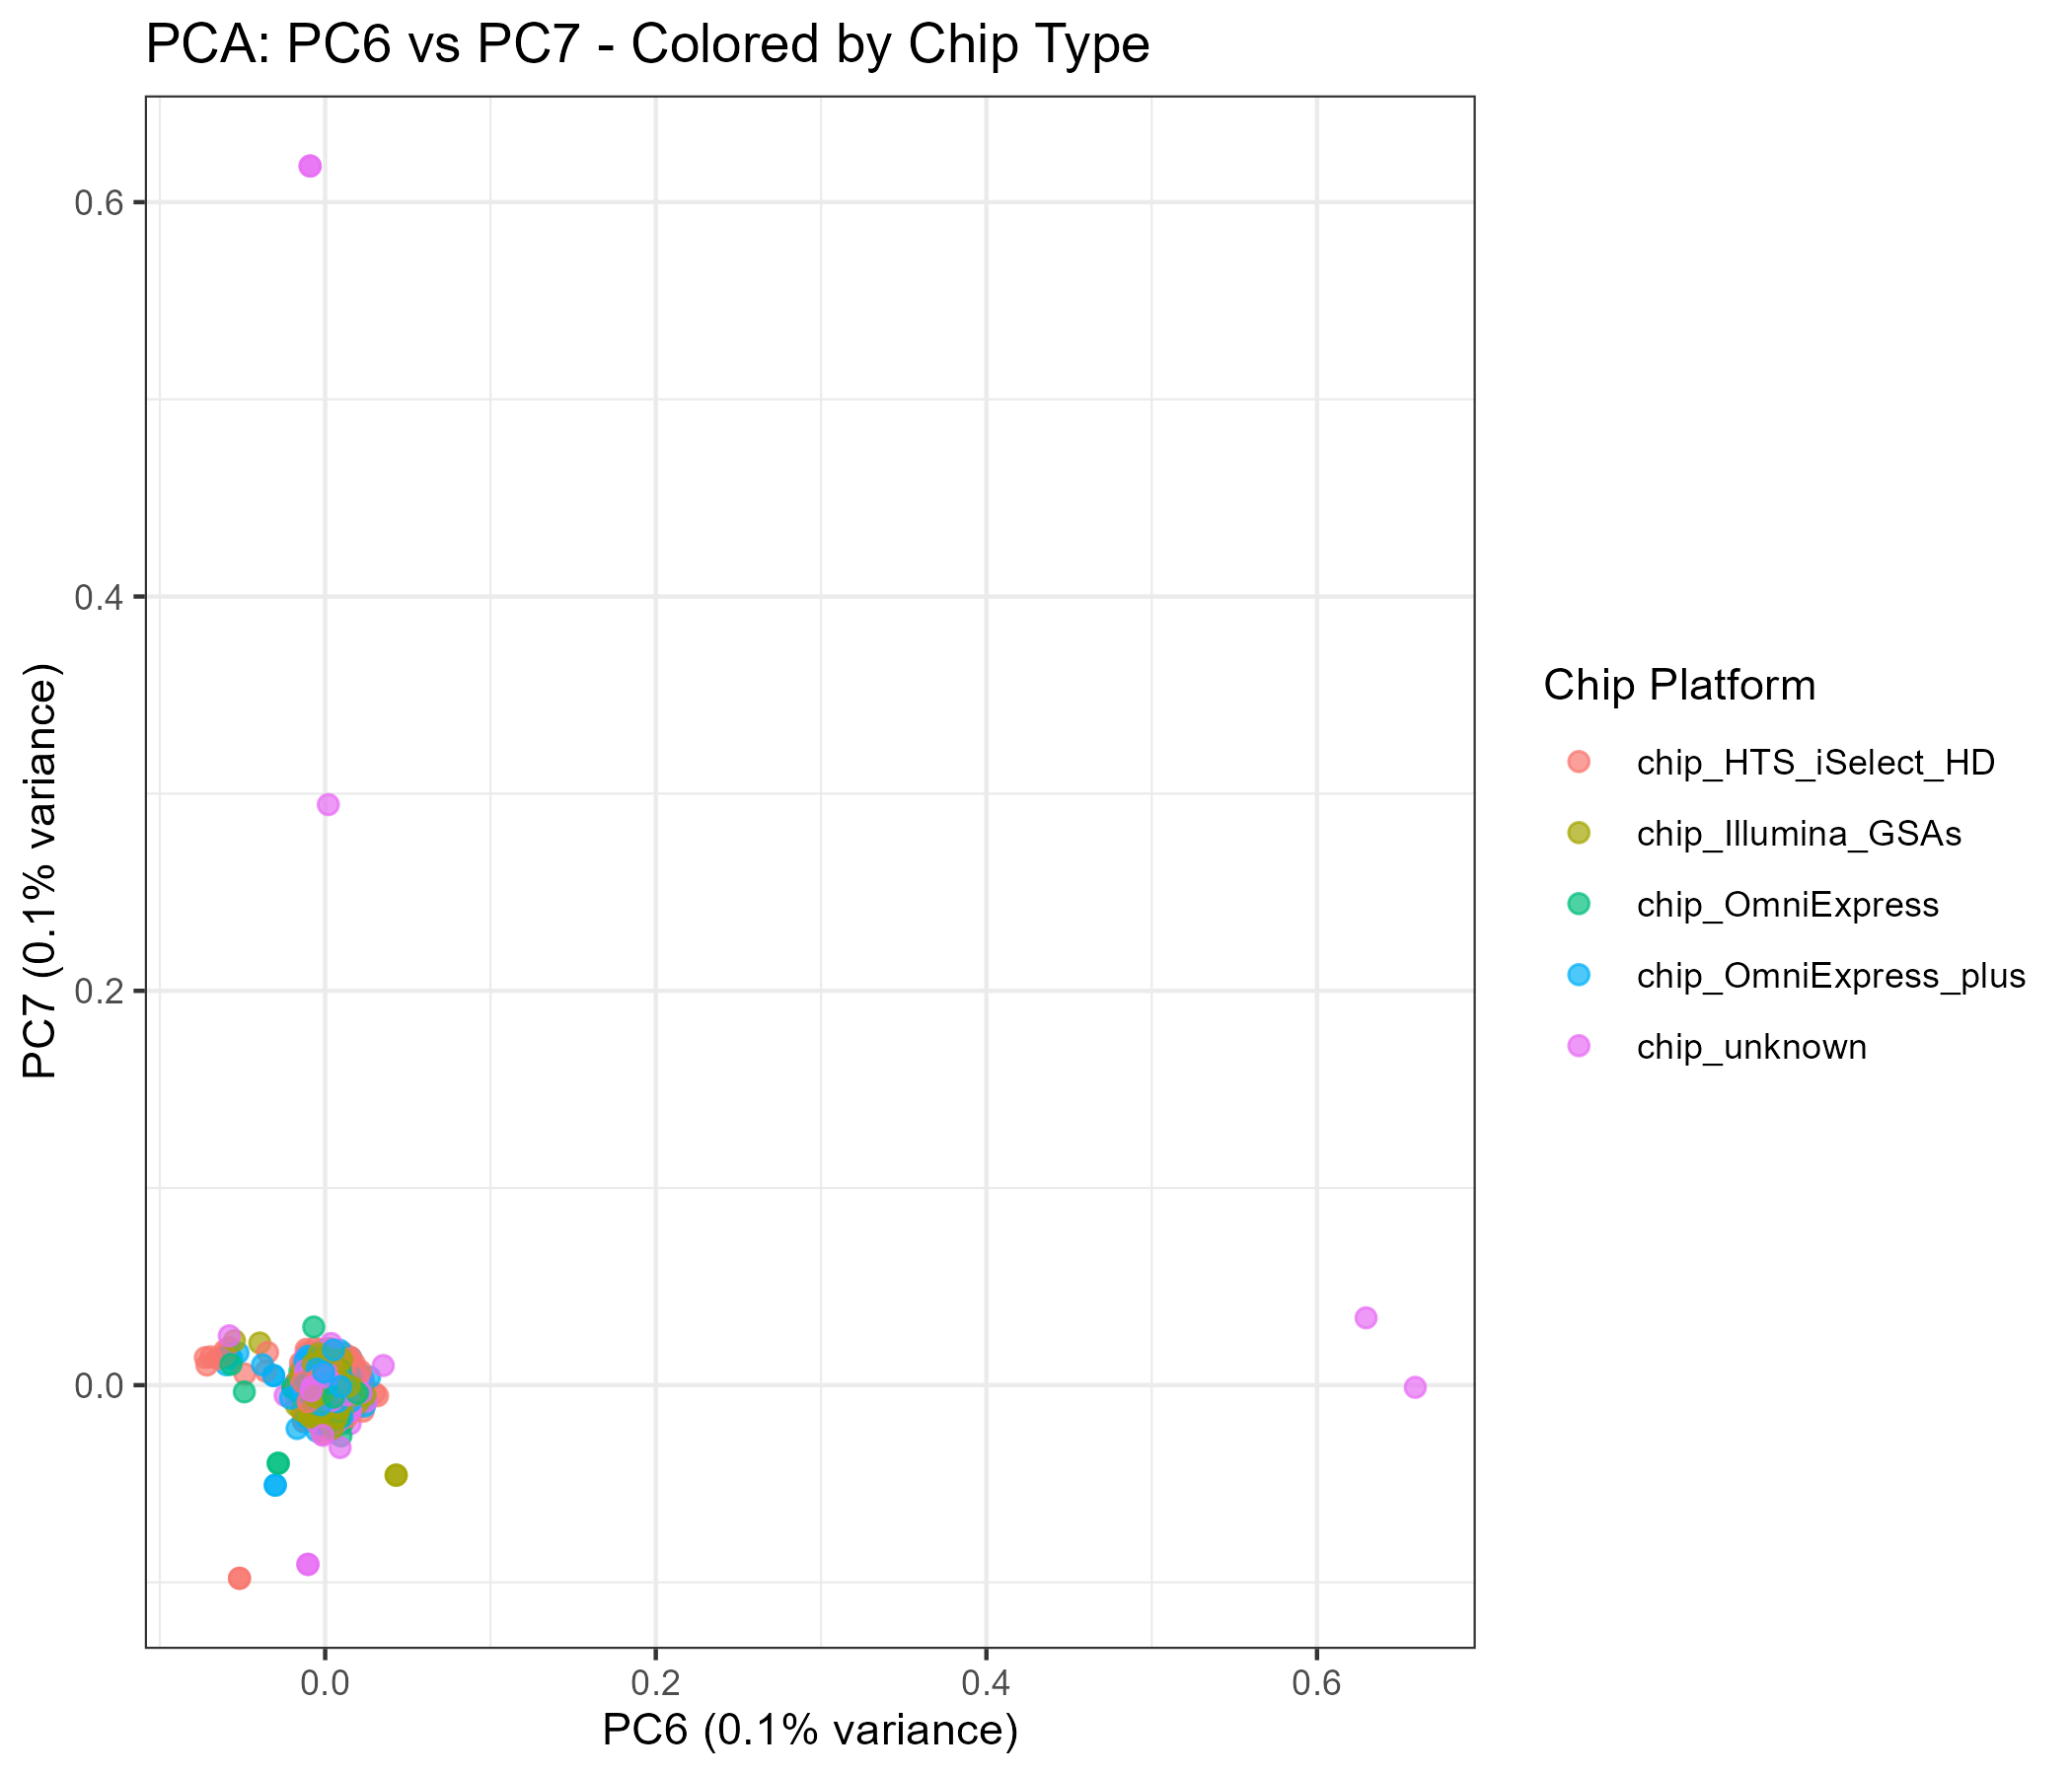 PCA: PC6 vs PC7 - Colored by Chip Type
PC7 (0.1% variance)
0.6
0.4
0.2
0.0
0.0
0.2
0.4
0.6
PC6 (0.1% variance)
Chip Platform
chip_HTS_iSelect_HD
chip_Illumina_GSAs
chip_OmniExpress
chip_OmniExpress_plus
chip_unknown